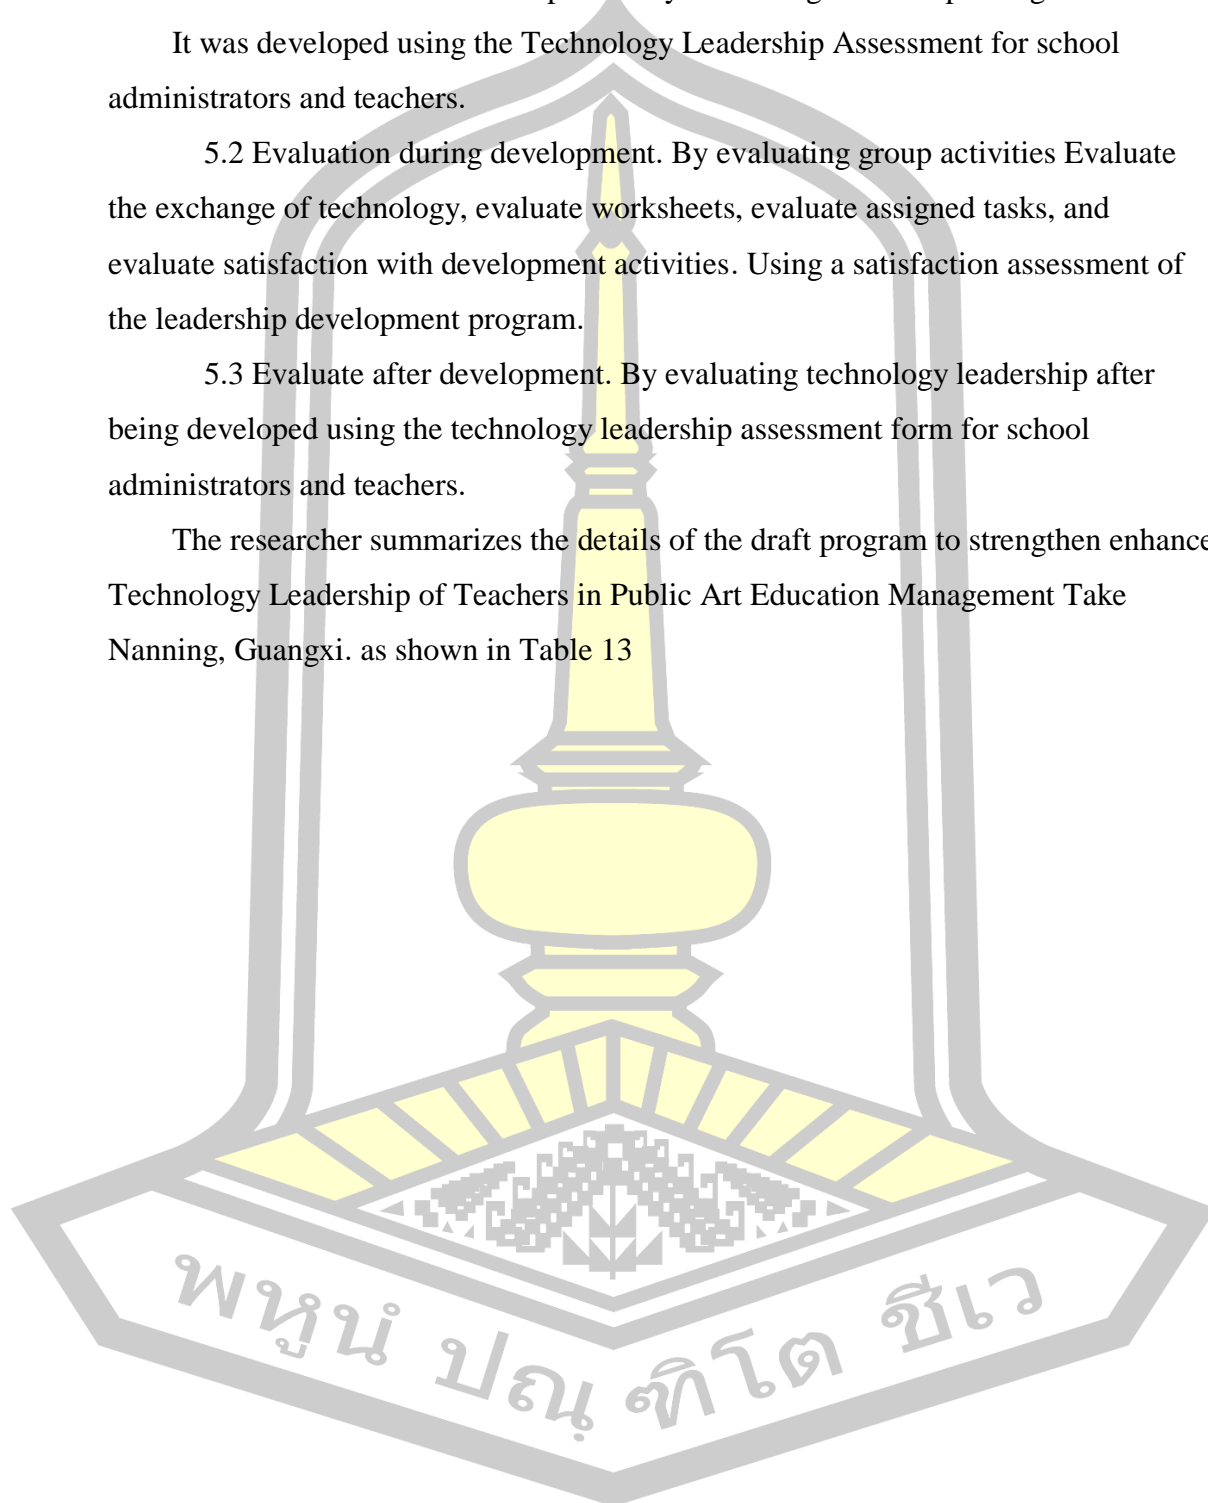 It was developed using the Technology Leadership Assessment for school
administrators and teachers.
5.2 Evaluation during development. By evaluating group activities Evaluate
the exchange of technology, evaluate worksheets, evaluate assigned tasks, and
evaluate satisfaction with development activities. Using a satisfaction assessment of
the leadership development program.
5.3 Evaluate after development. By evaluating technology leadership after
being developed using the technology leadership assessment form for school
administrators and teachers.
The researcher summarizes the details of the draft program to strengthen enhance
Technology Leadership of Teachers in Public Art Education Management Take
Nanning, Guangxi. as shown in Table 13
พหูนํ ปณฺฑิโต ชีเว